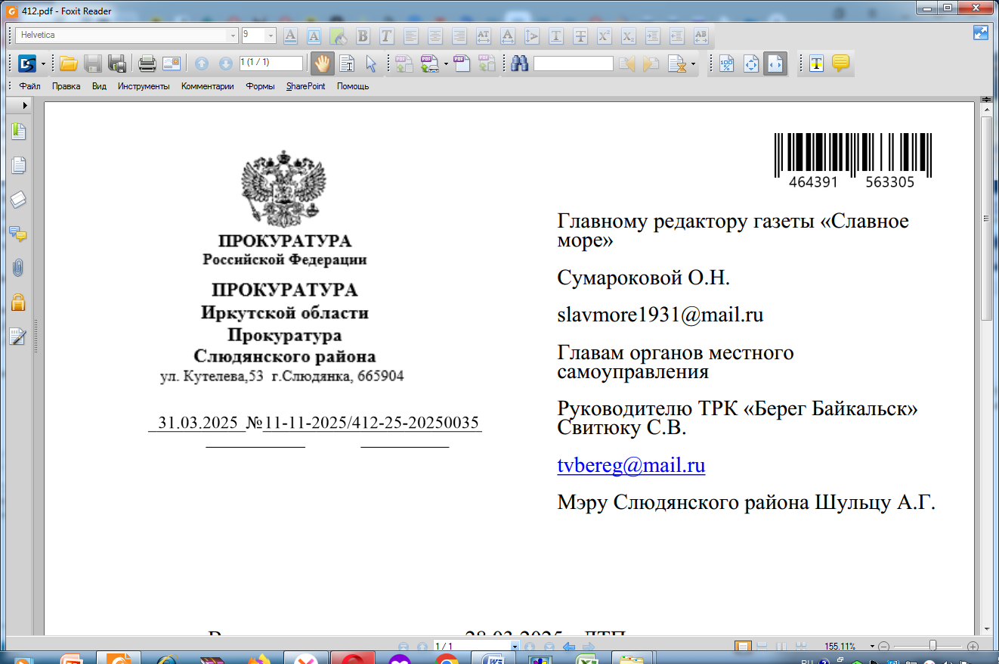 412.pdf - Foxit Reader
Helvetica
9
1 (1 / 1)
Файл Правка Вид Инструменты Комментарии Формы SharePoint Помощь
464391 563305
ПРОКУРАТУРА
Российской Федерации
ПРОКУРАТУРА
Иркутской области
Прокуратура
Слюдянского района
ул. Кутелева,53 г.Слюдянка, 665904
31.03.2025 №11-11-2025/412-25-20250035
Главному редактору газеты «Славное
море»
Сумароковой О.Н.
slavmore1931@mail.ru
Главам органов местного
самоуправления
Руководителю ТРК «Берег Байкальск»
Свитюку С.В.
tvbereg@mail.ru
Мэру Слюдянского района Шульцу А.Г.
28.03.2025 ДТП
1 / 1
155.11%
RU